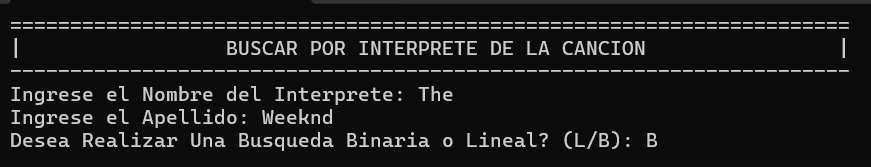 ======================================================================
|                 BUSCAR POR INTERPRETE DE LA CANCION                |
----------------------------------------------------------------------
Ingrese el Nombre del Interprete: The
Ingrese el Apellido: Weeknd
Desea Realizar Una Busqueda Binaria o Lineal? (L/B): B